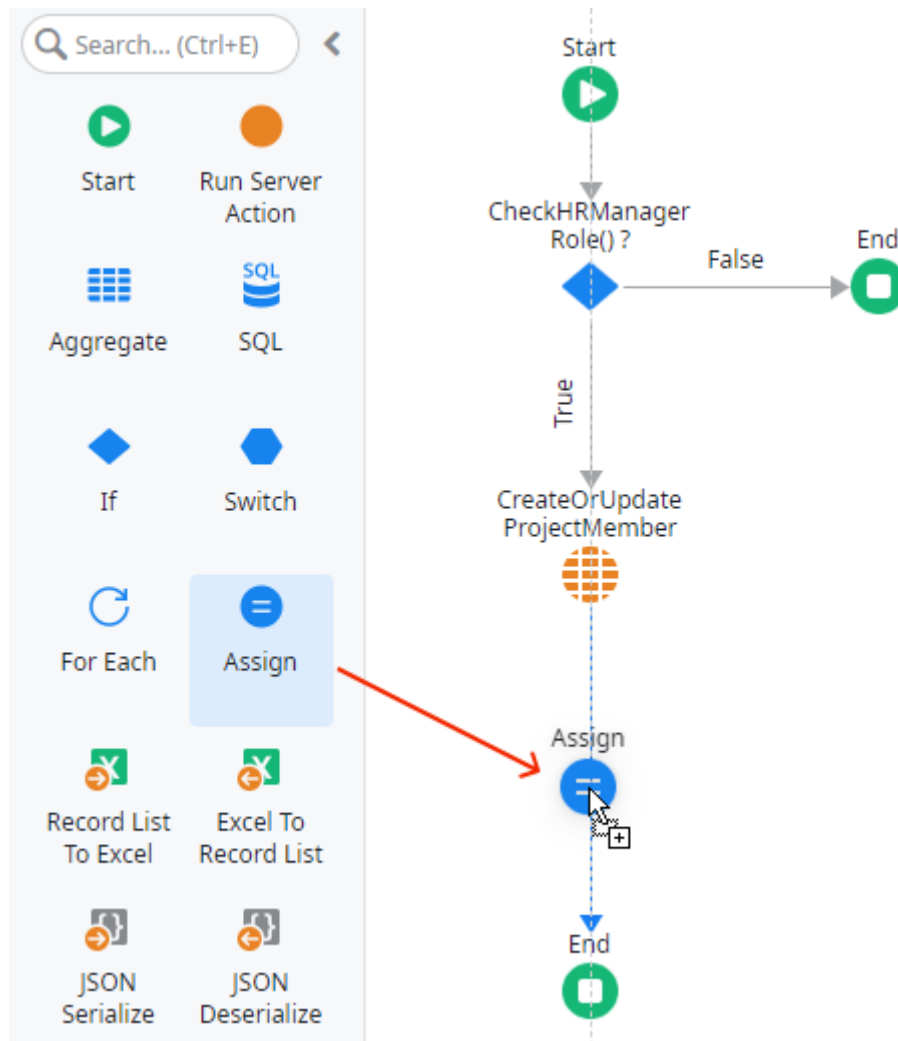 Search... (Ctrl+E)
Start
Run Server
Action
Aggregate
SQL
SQL
If
Switch
For Each
Assign
Record List
To Excel
Excel To
Record List
JSON
Serialize
JSON
Deserialize
Start
CheckHRManager
Role() ?
False
End
True
CreateOrUpdate
ProjectMember
Assign
End